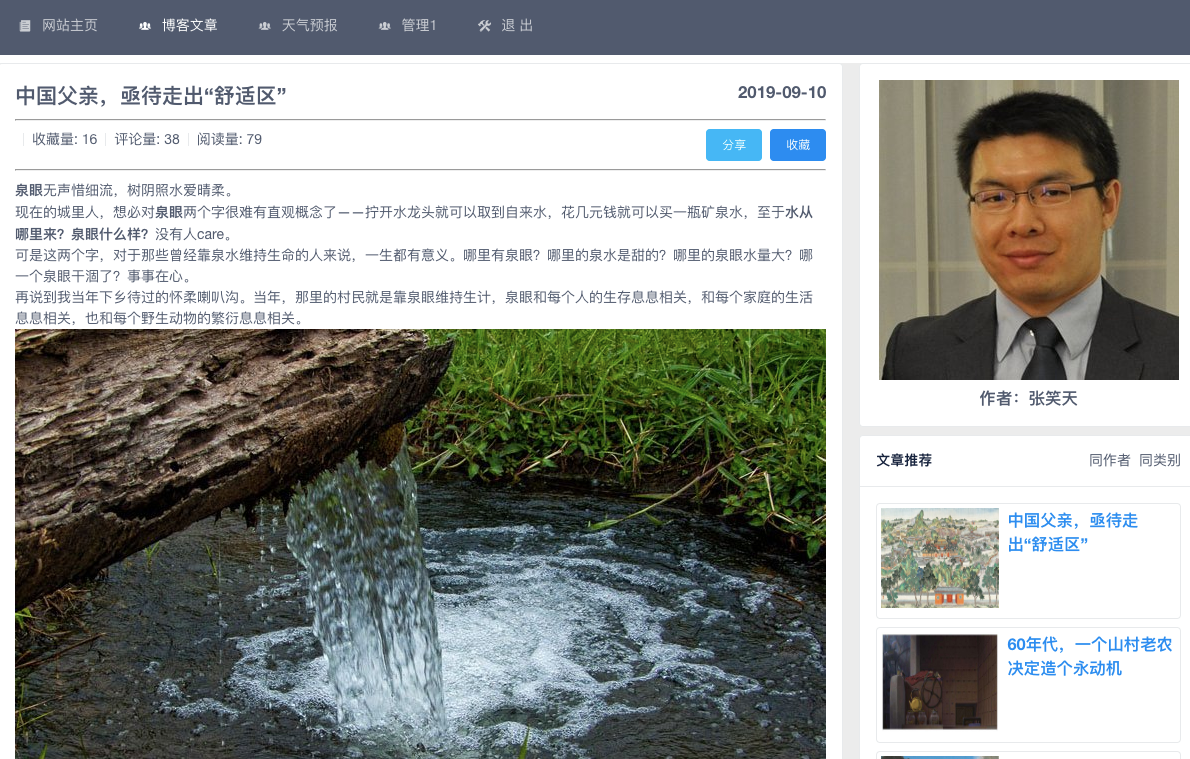 网站主页 博客文章 天气预报 管理1 退 出
中国父亲，亟待走出“舒适区” 2019-09-10
收藏量: 16 评论量: 38 阅读量: 79 分享 收藏
泉眼无声惜细流，树阴照水爱晴柔。
现在的城里人，想必对泉眼两个字很难有直观概念了——拧开水龙头就可以取到自来水，花几元钱就可以买一瓶矿泉水，至于水从
哪里来？泉眼什么样？没有人care。
可是这两个字，对于那些曾经靠泉水维持生命的人来说，一生都有意义。哪里有泉眼？哪里的泉水是甜的？哪里的泉眼水量大？哪
一个泉眼干涸了？事事在心。
再说到我当年下乡待过的怀柔喇叭沟。当年，那里的村民就是靠泉眼维持生计，泉眼和每个人的生存息息相关，和每个家庭的生活
息息相关，也和每个野生动物的繁衍息息相关。
作者：张笑天
文章推荐 同作者 同类别
中国父亲，亟待走
出“舒适区”
60年代，一个山村老农
决定造个永动机